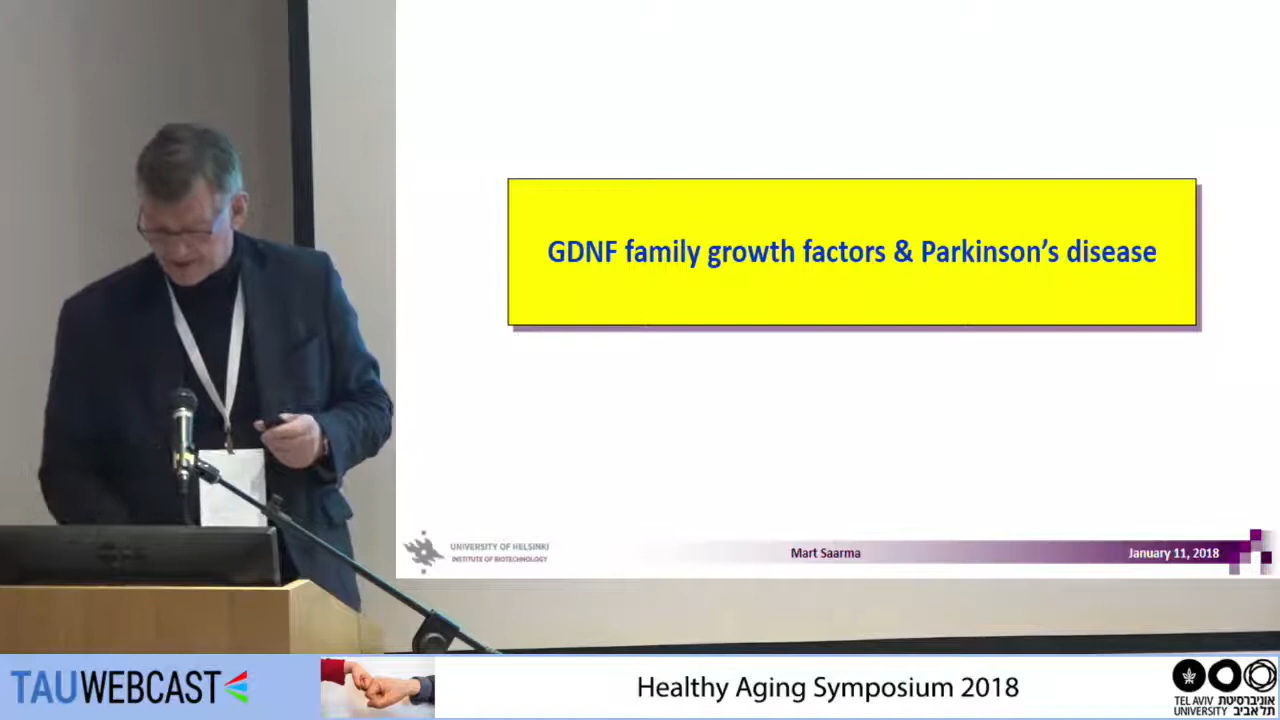 GDNF family growth factors & Parkinson's disease
UNIVERSITY OF HELSINKI
INSTITUTE OF BIOTECHNOLOGY
Mart Saarma
January 11, 2018
TAUWEBCAST
Healthy Aging Symposium 2018
TEL AVIV אוניברסיטת
UNIVERSITY תל אביב